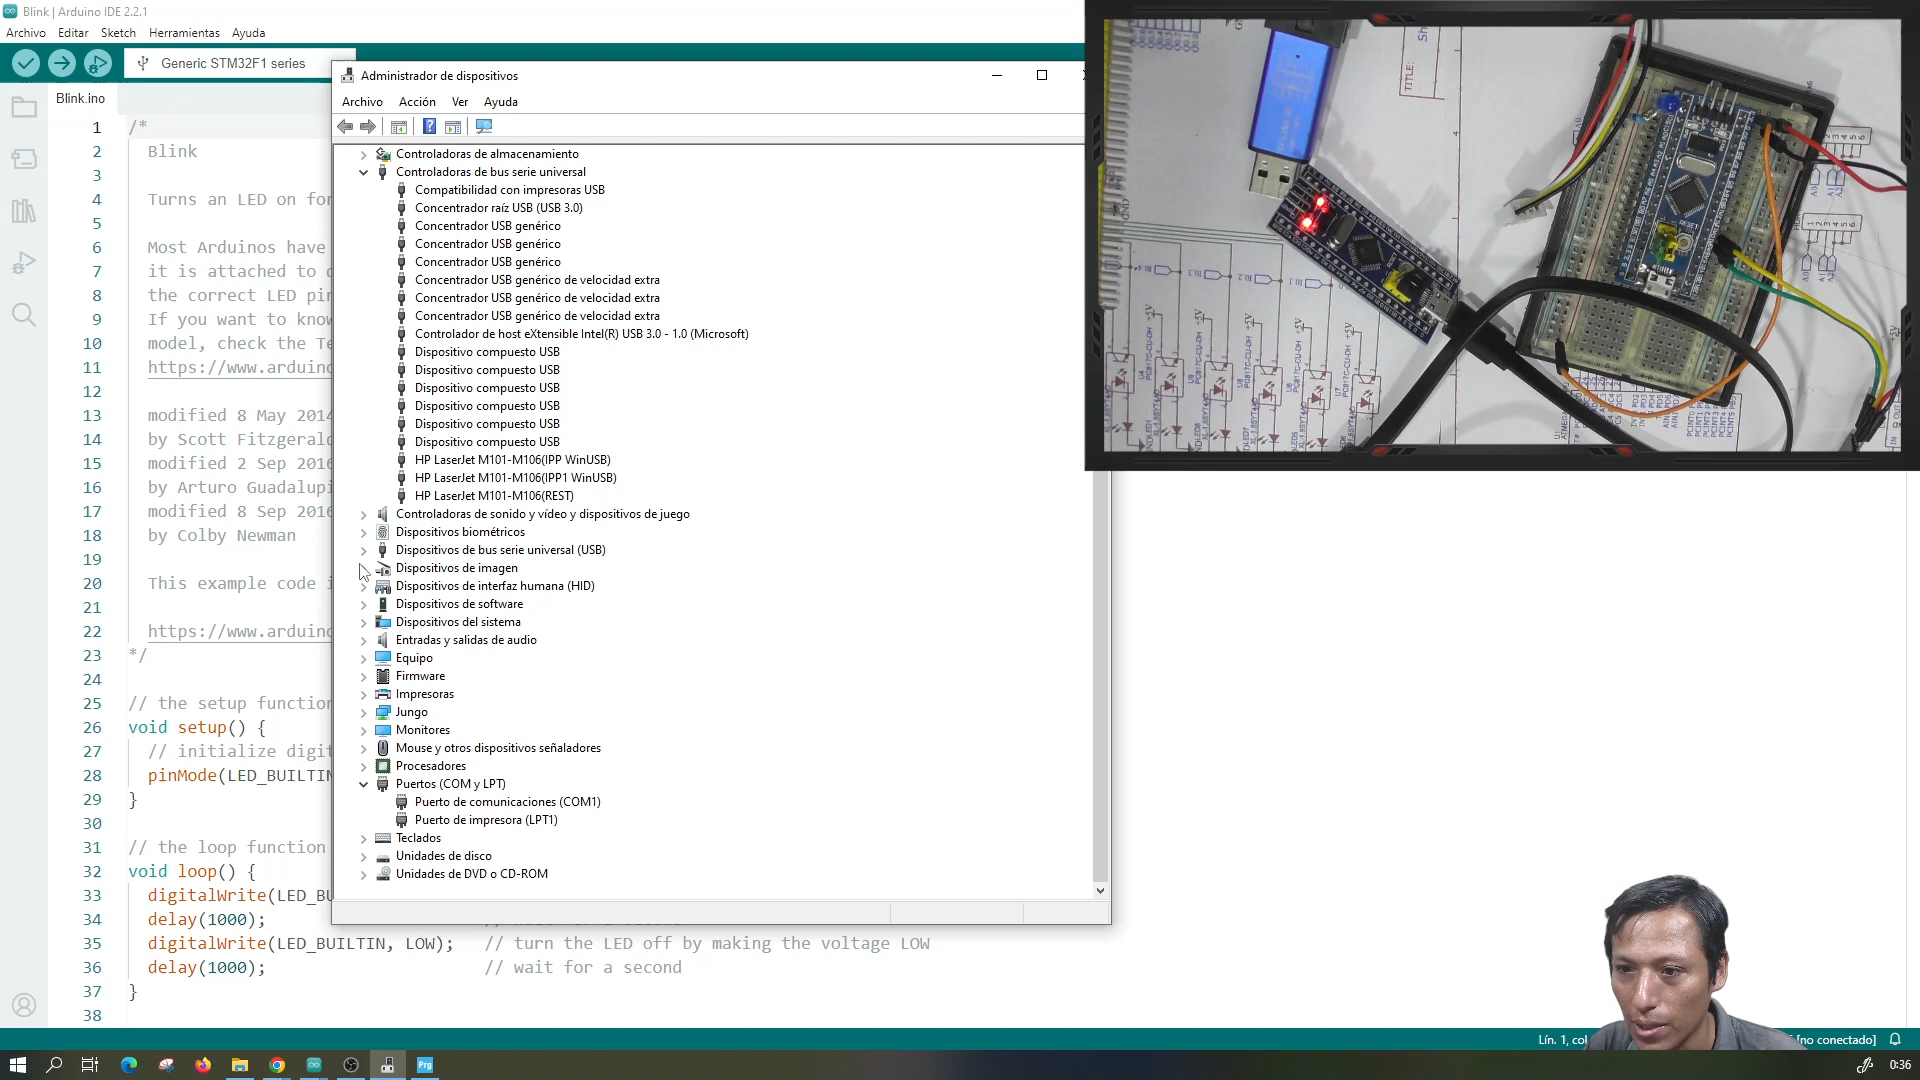 Blink | Arduino IDE 2.2.1
Archivo Editar Sketch Herramientas Ayuda
Generic STM32F1 series
Blink.ino
1 /*
2 Blink
3
4 Turns an LED on for
5
6 Most Arduinos have
7 it is attached to
8 the correct LED pin
9 If you want to know
10 model, check the Te
11 https://www.arduino
12
13 modified 8 May 2014
14 by Scott Fitzgerald
15 modified 2 Sep 2016
16 by Arturo Guadalupi
17 modified 8 Sep 2016
18 by Colby Newman
19
20 This example code i
21
22 https://www.arduino
23 */
24
25 // the setup function
26 void setup() {
27 // initialize digit
28 pinMode(LED_BUILTIN
29 }
30
31 // the loop function
32 void loop() {
33 digitalWrite(LED_BU
34 delay(1000);
35 digitalWrite(LED_BUILTIN, LOW); // turn the LED off by making the voltage LOW
36 delay(1000); // wait for a second
37 }
38
Administrador de dispositivos
Archivo Acción Ver Ayuda
Controladoras de almacenamiento
Controladoras de bus serie universal
Compatibilidad con impresoras USB
Concentrador raíz USB (USB 3.0)
Concentrador USB genérico
Concentrador USB genérico
Concentrador USB genérico
Concentrador USB genérico de velocidad extra
Concentrador USB genérico de velocidad extra
Concentrador USB genérico de velocidad extra
Controlador de host eXtensible Intel(R) USB 3.0 - 1.0 (Microsoft)
Dispositivo compuesto USB
Dispositivo compuesto USB
Dispositivo compuesto USB
Dispositivo compuesto USB
Dispositivo compuesto USB
Dispositivo compuesto USB
HP LaserJet M101-M106(IPP WinUSB)
HP LaserJet M101-M106(IPP1 WinUSB)
HP LaserJet M101-M106(REST)
Controladoras de sonido y vídeo y dispositivos de juego
Dispositivos biométricos
Dispositivos de bus serie universal (USB)
Dispositivos de imagen
Dispositivos de interfaz humana (HID)
Dispositivos de software
Dispositivos del sistema
Entradas y salidas de audio
Equipo
Firmware
Impresoras
Jungo
Monitores
Mouse y otros dispositivos señaladores
Procesadores
Puertos (COM y LPT)
Puerto de comunicaciones (COM1)
Puerto de impresora (LPT1)
Teclados
Unidades de disco
Unidades de DVD o CD-ROM
TITLE:
+5V
+5V
+5V
+5V
Lín. 1, col
[no conectado]
Prg
0:36